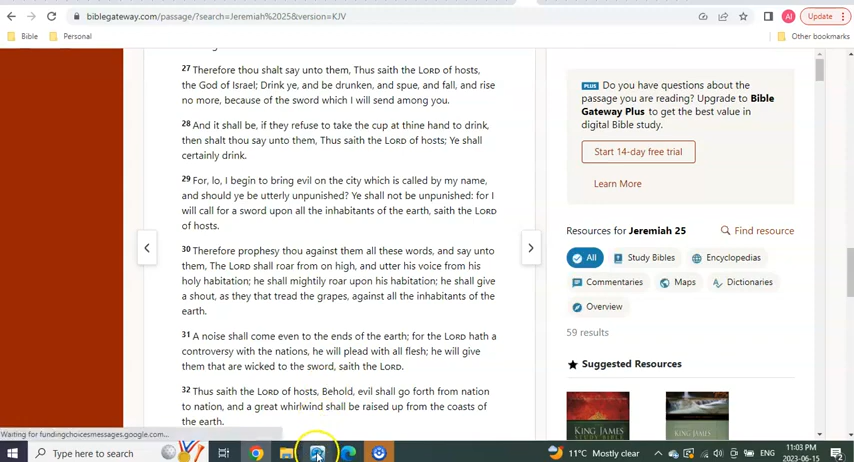 biblegateway.com/passage/?search=Jeremiah%2025&version=KJV
AI
Update
Bible
Personal
Other bookmarks
27 Therefore thou shalt say unto them, Thus saith the LORD of hosts,
the God of Israel; Drink ye, and be drunken, and spue, and fall, and rise
no more, because of the sword which I will send among you.
28 And it shall be, if they refuse to take the cup at thine hand to drink,
then shalt thou say unto them, Thus saith the LORD of hosts; Ye shall
certainly drink.
29 For, lo, I begin to bring evil on the city which is called by my name,
and should ye be utterly unpunished? Ye shall not be unpunished: for I
will call for a sword upon all the inhabitants of the earth, saith the LORD
of hosts.
30 Therefore prophesy thou against them all these words, and say unto
them, The LORD shall roar from on high, and utter his voice from his
holy habitation; he shall mightily roar upon his habitation; he shall give
a shout, as they that tread the grapes, against all the inhabitants of the
earth.
31 A noise shall come even to the ends of the earth; for the LORD hath a
controversy with the nations, he will plead with all flesh; he will give
them that are wicked to the sword, saith the LORD.
32 Thus saith the LORD of hosts, Behold, evil shall go forth from nation
to nation, and a great whirlwind shall be raised up from the coasts of
the earth.
PLUS Do you have questions about the
passage you are reading? Upgrade to Bible
Gateway Plus to get the best value in
digital Bible study.
Start 14-day free trial
Learn More
Resources for Jeremiah 25
Find resource
All
Study Bibles
Encyclopedias
Commentaries
Maps
Dictionaries
Overview
59 results
Suggested Resources
KING JAMES
STUDY BIBLE
KING JAMES
Waiting for fundingchoicesmessages.google.com...
Type here to search
11°C Mostly clear
ENG
11:03 PM
2023-06-15
2